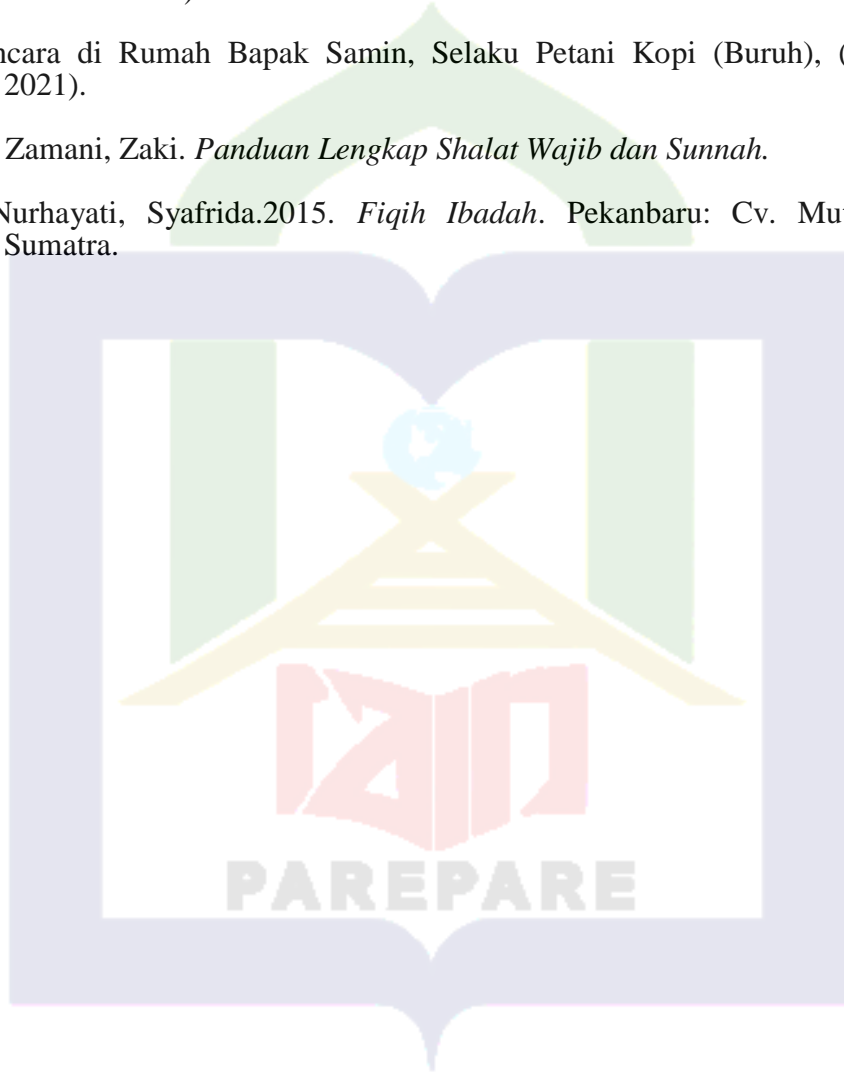 ncara di Rumah Bapak Samin, Selaku Petani Kopi (Buruh), (
2021).
Zamani, Zaki. Panduan Lengkap Shalat Wajib dan Sunnah.
Nurhayati, Syafrida.2015. Fiqih Ibadah. Pekanbaru: Cv. Mu
Sumatra.
iain
PAREPARE